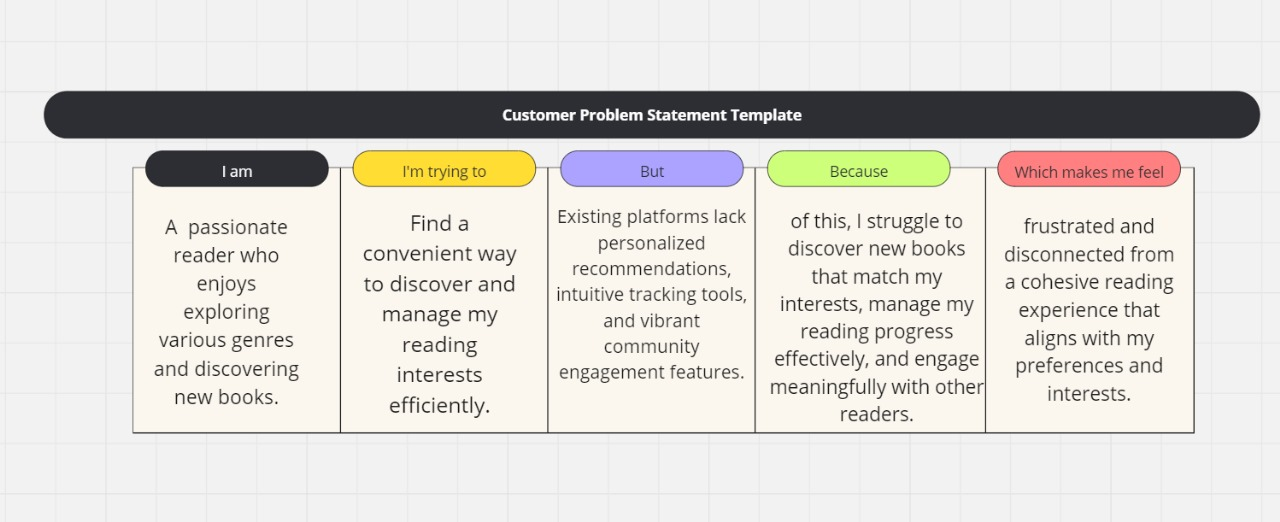 Customer Problem Statement Template
I am
A passionate
reader who
enjoys
exploring
various genres
and discovering
new books.
I'm trying to
Find a
convenient way
to discover and
manage my
reading
interests
efficiently.
But
Existing platforms lack
personalized
recommendations,
intuitive tracking tools,
and vibrant
community
engagement features.
Because
of this, I struggle to
discover new books
that match my
interests, manage my
reading progress
effectively, and engage
meaningfully with other
readers.
Which makes me feel
frustrated and
disconnected from
a cohesive reading
experience that
aligns with my
preferences and
interests.